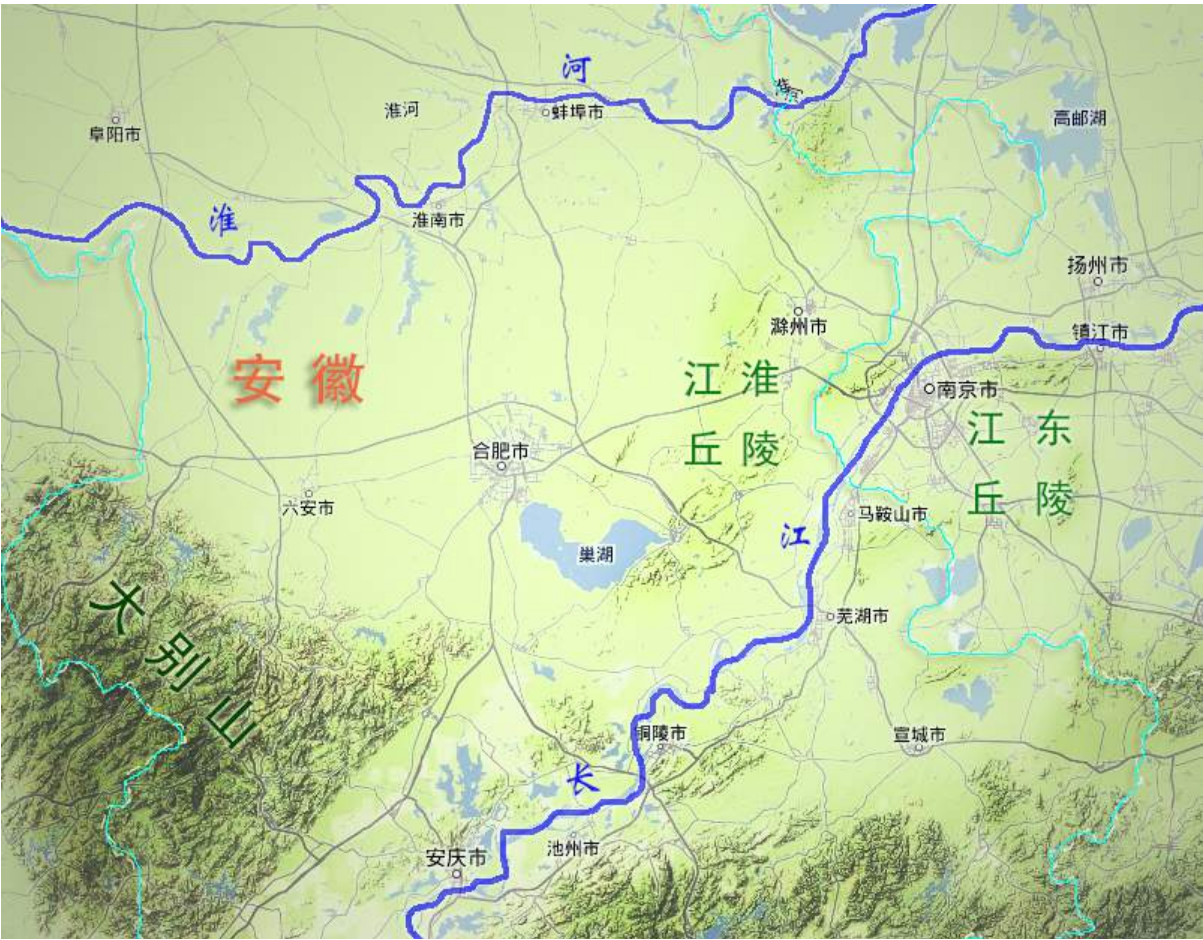 河
淮河
淮河
蚌埠市
高邮湖
阜阳市
淮
淮南市
扬州市
滁州市
镇江市
安徽
江淮
丘陵
南京市
江东
丘陵
合肥市
六安市
马鞍山市
江
巢湖
大别山
芜湖市
铜陵市
宣城市
长
池州市
安庆市